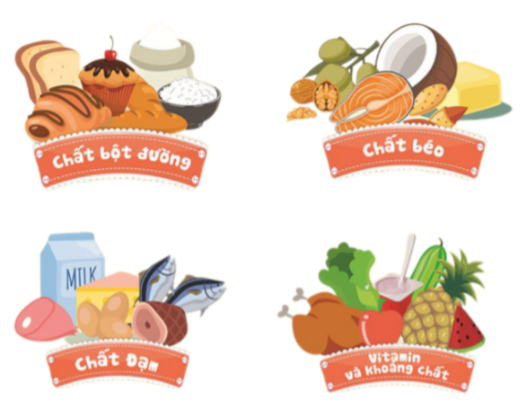 Chất bột đường
Chất béo
MILK
Chất Đạm
Vitamin
và khoáng chất